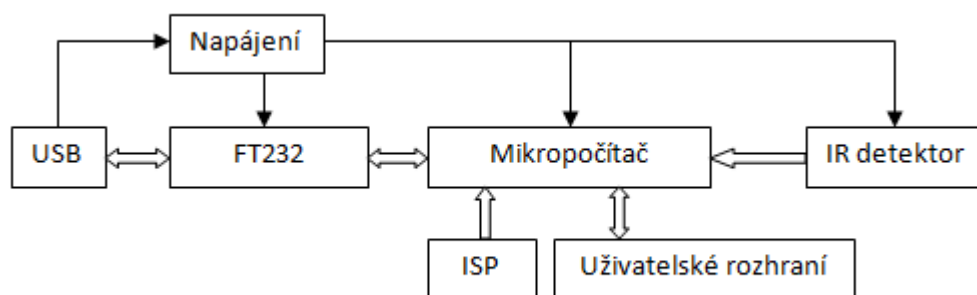 Napájení
USB
FT232
Mikropočítač
IR detektor
ISP
Uživatelské rozhraní